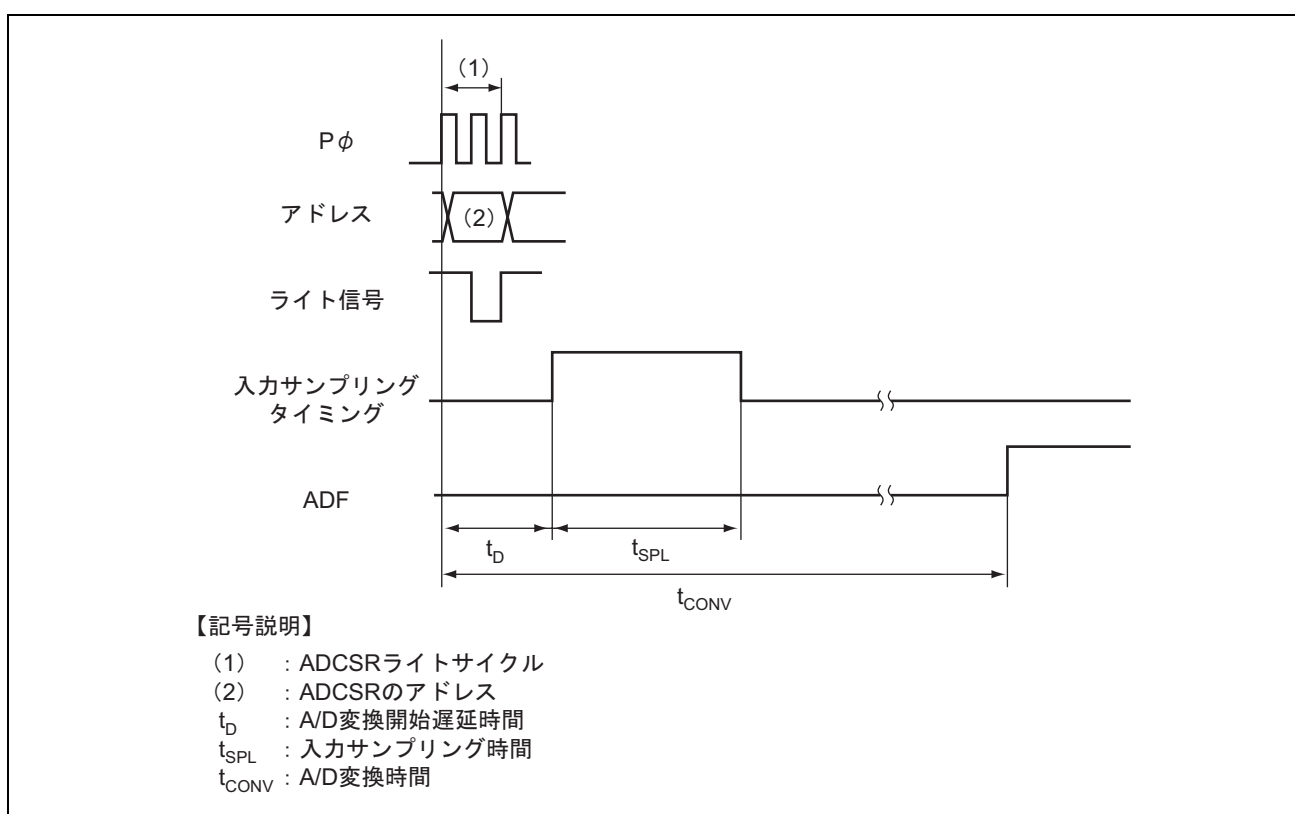 （1）
Pφ
アドレス
（2）
ライト信号
入力サンプリング
タイミング
ADF
tD
tSPL
tCONV
【記号説明】
（1） ：ADCSRライトサイクル
（2） ：ADCSRのアドレス
tD ：A/D変換開始遅延時間
tSPL ：入力サンプリング時間
tCONV：A/D変換時間